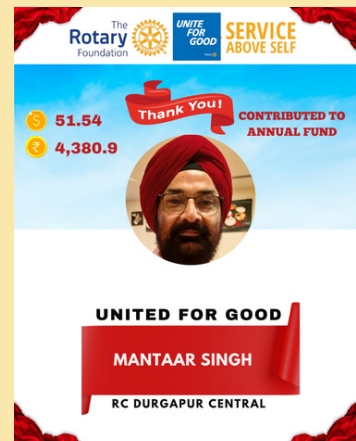 The
Rotary
Foundation
UNITE
FOR
GOOD
SERVICE
ABOVE SELF
Thank You!
$ 51.54
CONTRIBUTED TO
ANNUAL FUND
₹ 4,380.9
UNITED FOR GOOD
MANTAAR SINGH
RC DURGAPUR CENTRAL